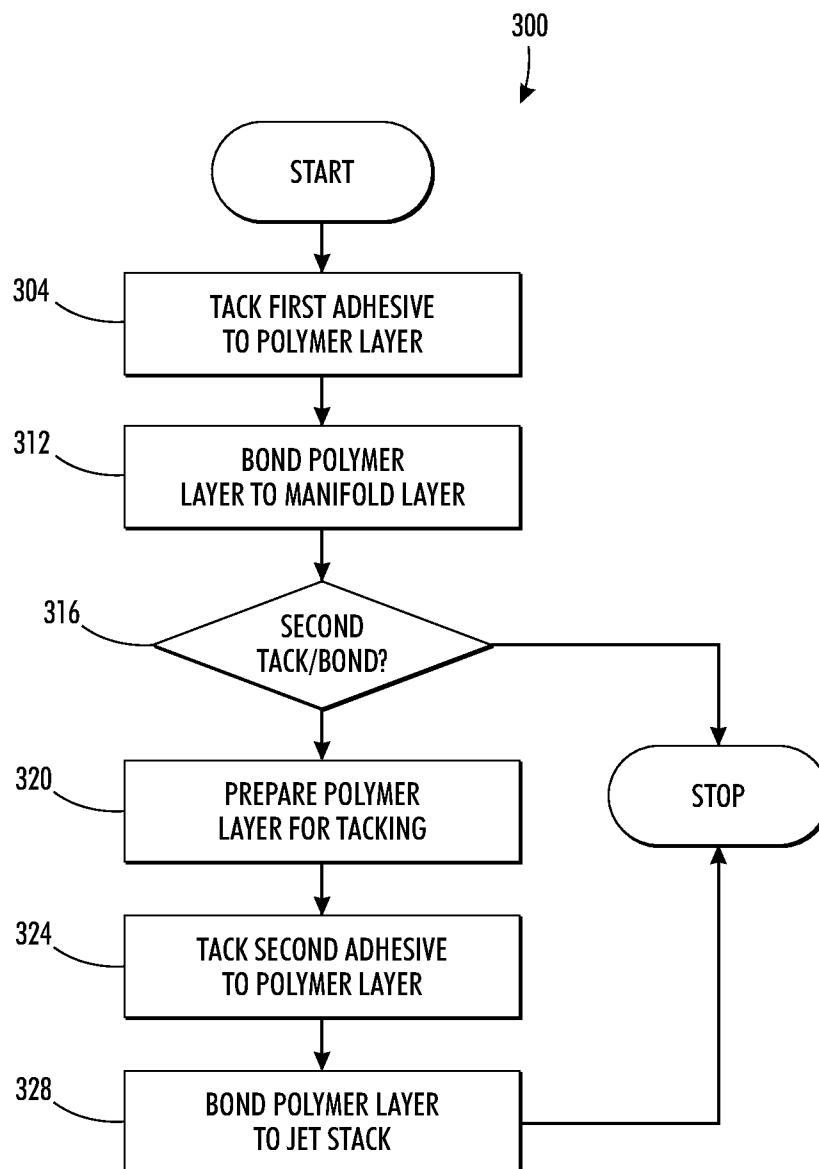 300
START
304
TACK FIRST ADHESIVE
TO POLYMER LAYER
312
BOND POLYMER
LAYER TO MANIFOLD LAYER
316
SECOND
TACK/BOND?
320
PREPARE POLYMER
LAYER FOR TACKING
STOP
324
TACK SECOND ADHESIVE
TO POLYMER LAYER
328
BOND POLYMER LAYER
TO JET STACK